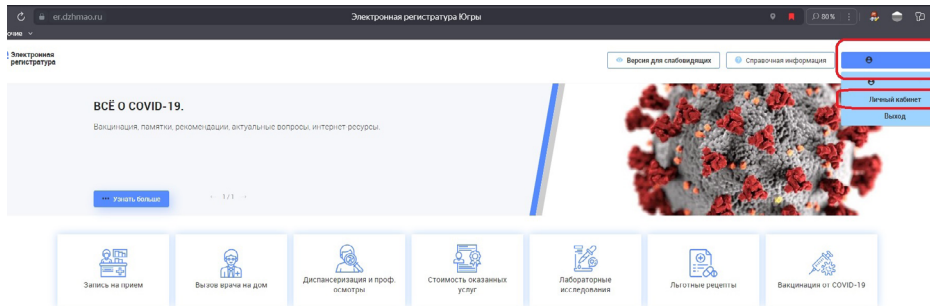 er.dzhmao.ru
Электронная регистратура Югры
80 %
очие
Электронная
регистратура
Версия для слабовидящих
Справочная информация
Личный кабинет
Выход
ВСЁ О COVID-19.
Вакцинация, памятки, рекомендации, актуальные вопросы, интернет-ресурсы.
Узнать больше
1/1
Запись на прием
Вызов врача на дом
Диспансеризация и проф.
осмотры
Стоимость оказанных
услуг
Лабораторные
исследования
Льготные рецепты
Вакцинация от COVID-19